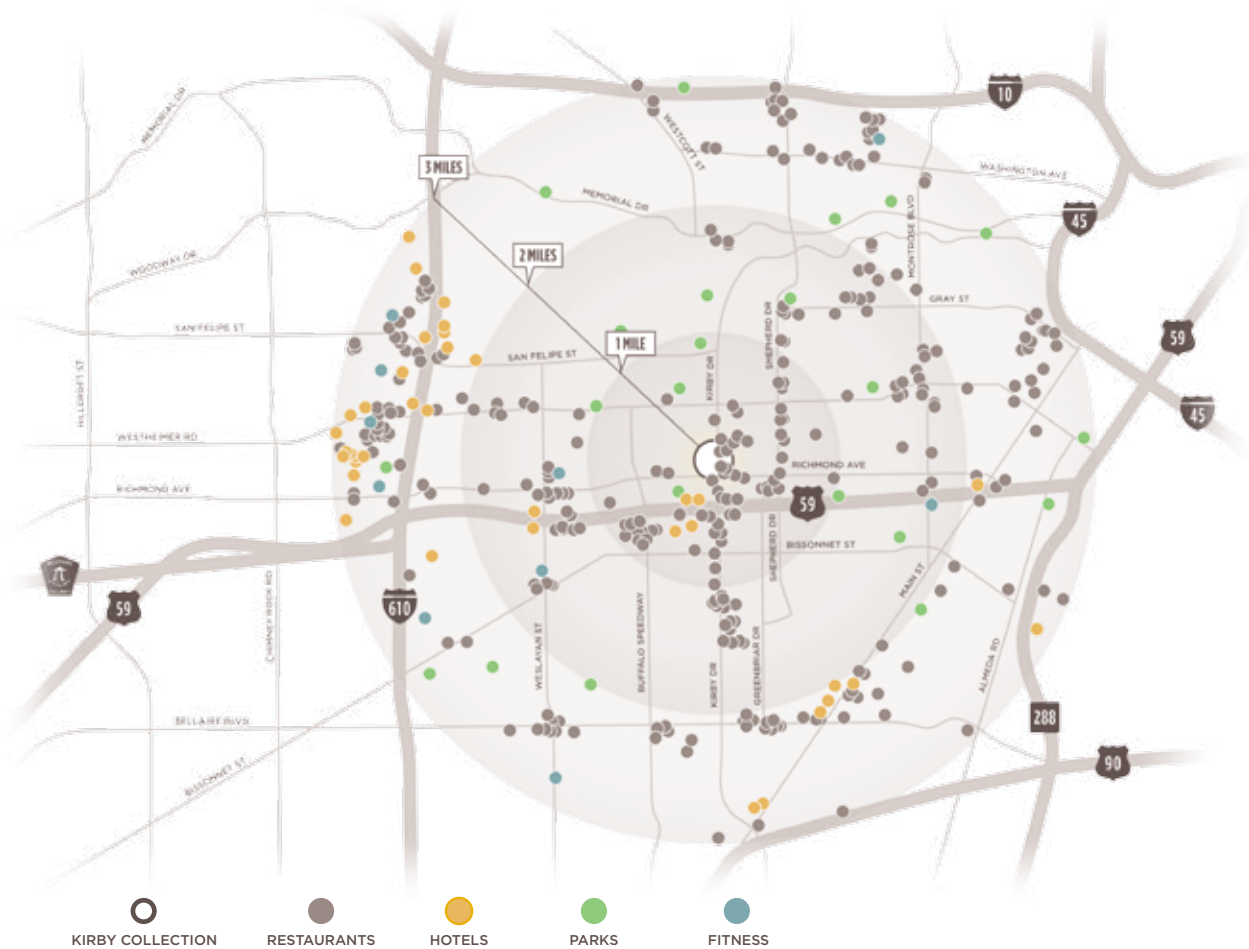 10
WESTCOTT ST
MEMORIAL DR
3 MILES
WASHINGTON AVE
MEMORIAL DR
45
MONTROSE BLVD
2 MILES
WOODWAY DR
GRAY ST
SAN FELIPE ST
SHEPHERD DR
59
1 MILE
SAN FELIPE ST
KIRBY DR
HILLCROFT ST
45
WESTHEIMER RD
RICHMOND AVE
RICHMOND AVE
59
SHEPHERD DR
BISSONNET ST
MAIN ST
59
610
CHIMNEY ROCK RD
WESLAYAN ST
BUFFALO SPEEDWAY
KIRBY DR
GREENBRIAR DR
ALMEDA RD
BELLAIRE BLVD
288
BISSONNET ST
90
KIRBY COLLECTION
RESTAURANTS
HOTELS
PARKS
FITNESS